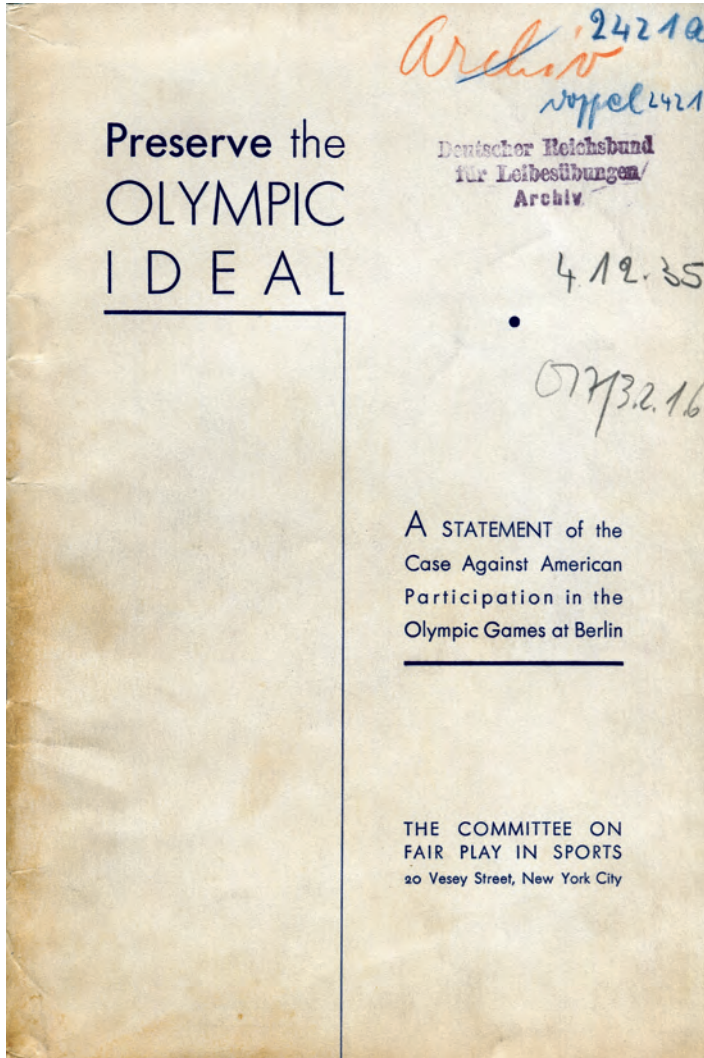 2421a
Archiv
doppel 2421
Deutscher Reichsbund
für Leibesübungen/
Archiv
Preserve the
OLYMPIC
IDEAL
4.12.35
A STATEMENT of the
Case Against American
Participation in the
Olympic Games at Berlin
THE COMMITTEE ON
FAIR PLAY IN SPORTS
20 Vesey Street, New York City